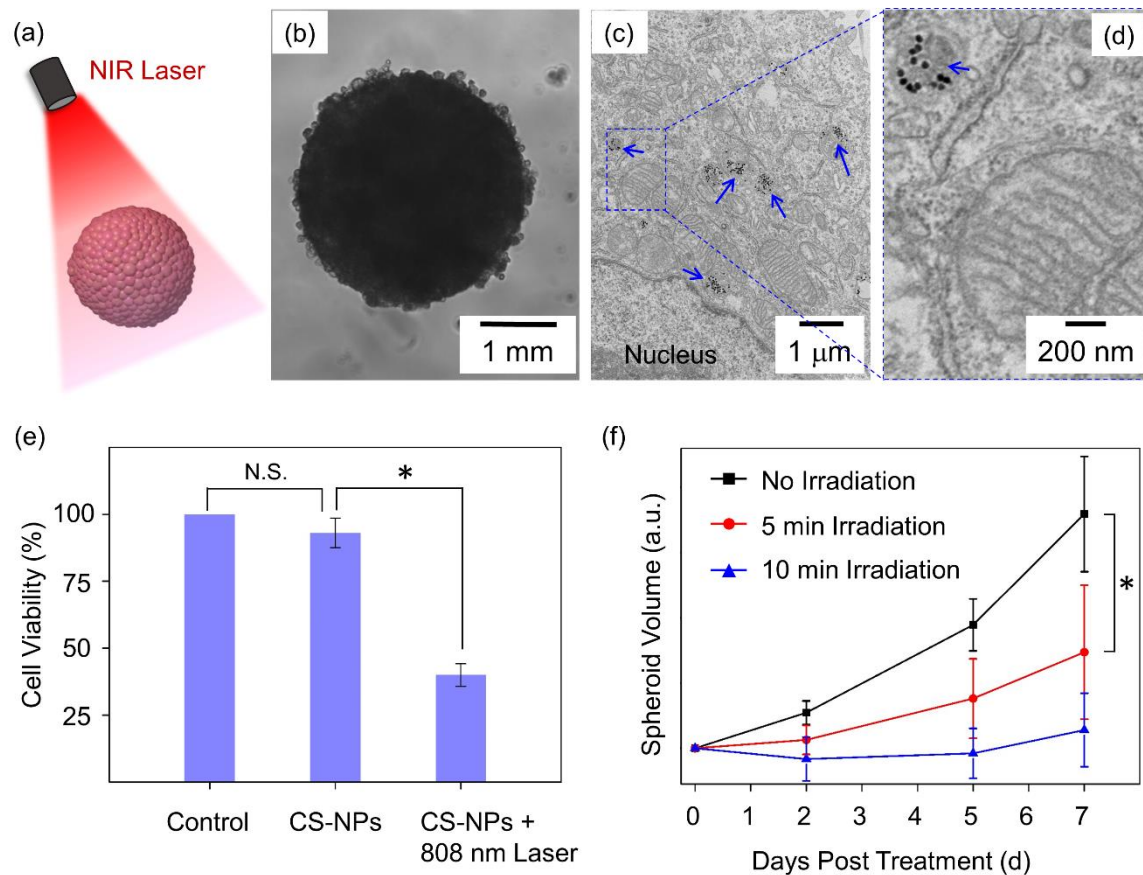 (a)
NIR Laser
(b)
1 mm
(c)
Nucleus
1 μm
(d)
200 nm
(e)
Cell Viability (%)
100
75
50
25
N.S.
*
Control
CS-NPs
CS-NPs +
808 nm Laser
(f)
Spheroid Volume (a.u.)
No Irradiation
5 min Irradiation
10 min Irradiation
*
0 1 2 3 4 5 6 7
Days Post Treatment (d)